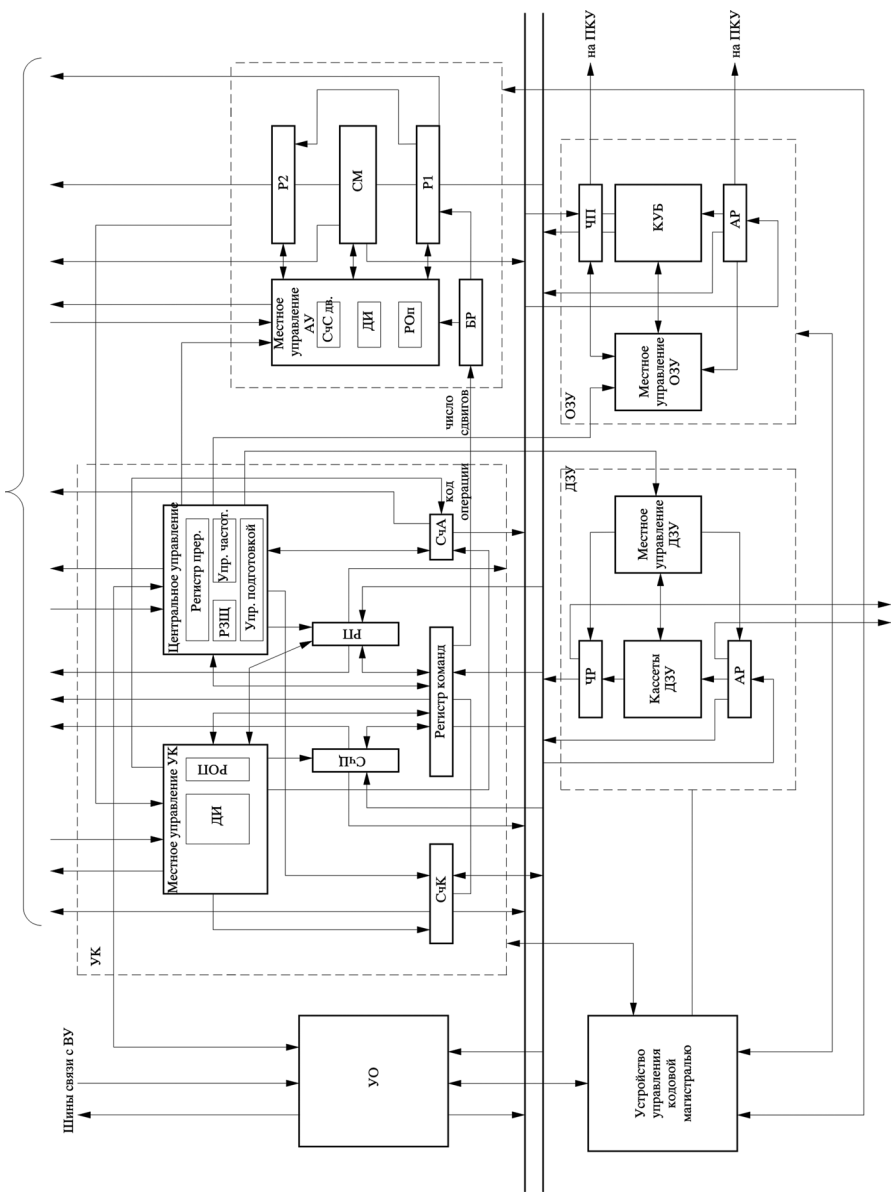 Шины связи с ВУ
УО
УК
Местное управление УК
ДИ
РОП
СчК
СчЦ
Регистр команд
РП
Центральное управление
Регистр прер.
РЗЩ
Упр. частот.
Упр. подготовкой
СчА
код
операции
число
сдвигов
Местное
управление
АУ
СчС дв.
ДИ
РОп
БР
Р2
СМ
Р1
Устройство
управления
кодовой
магистралью
ДЗУ
ЧР
Кассеты
ДЗУ
АР
Местное
управление
ДЗУ
ОЗУ
Местное
управление
ОЗУ
ЧП
КУБ
АР
на ПКУ
на ПКУ